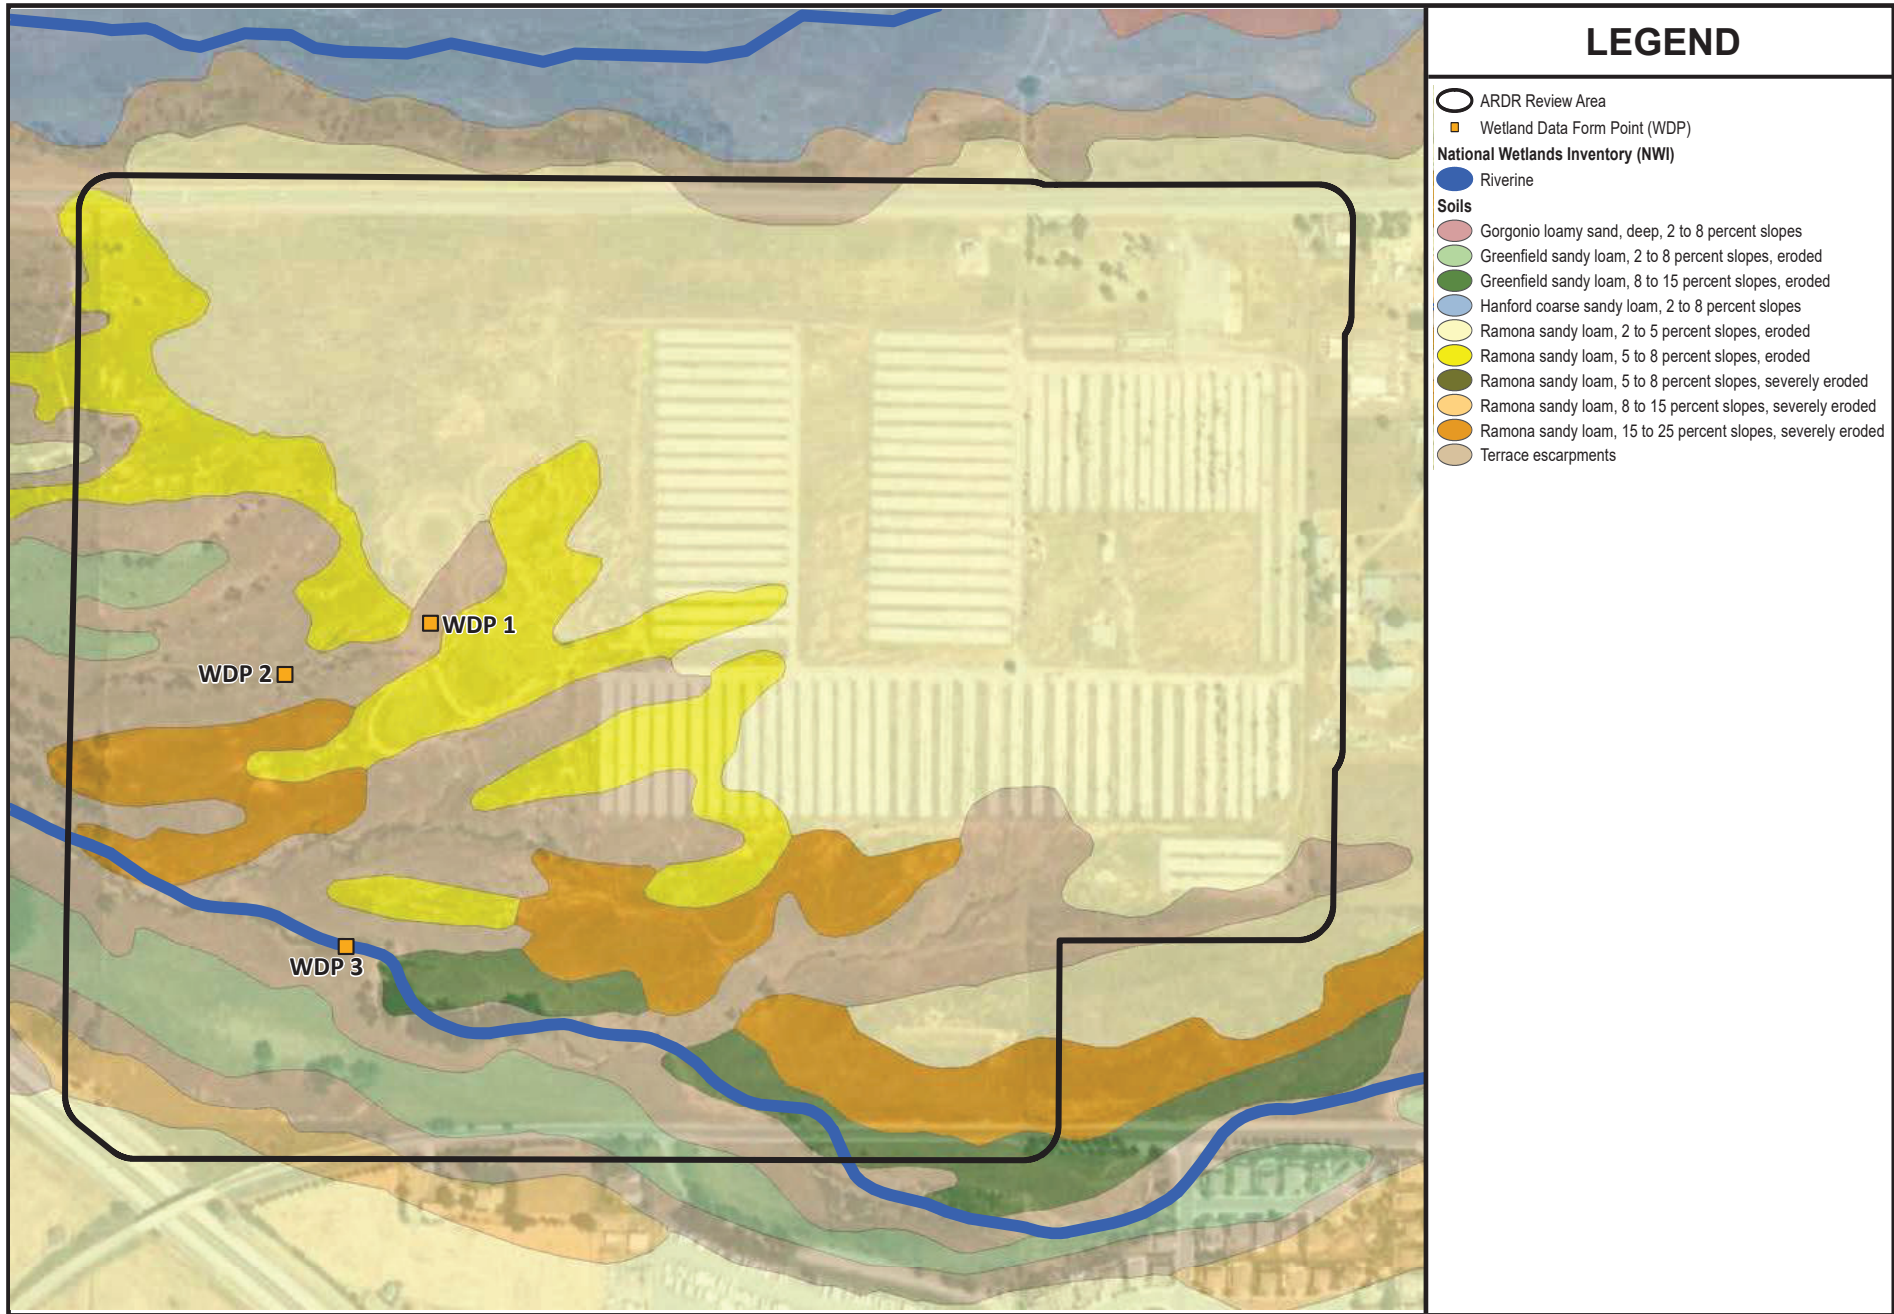 LEGEND
ARDR Review Area
Wetland Data Form Point (WDP)
National Wetlands Inventory (NWI)
Riverine
Soils
Gorgonio loamy sand, deep, 2 to 8 percent slopes
Greenfield sandy loam, 2 to 8 percent slopes, eroded
Greenfield sandy loam, 8 to 15 percent slopes, eroded
Hanford coarse sandy loam, 2 to 8 percent slopes
Ramona sandy loam, 2 to 5 percent slopes, eroded
Ramona sandy loam, 5 to 8 percent slopes, eroded
Ramona sandy loam, 5 to 8 percent slopes, severely eroded
Ramona sandy loam, 8 to 15 percent slopes, severely eroded
Ramona sandy loam, 15 to 25 percent slopes, severely eroded
Terrace escarpments
WDP 1
WDP 2
WDP 3